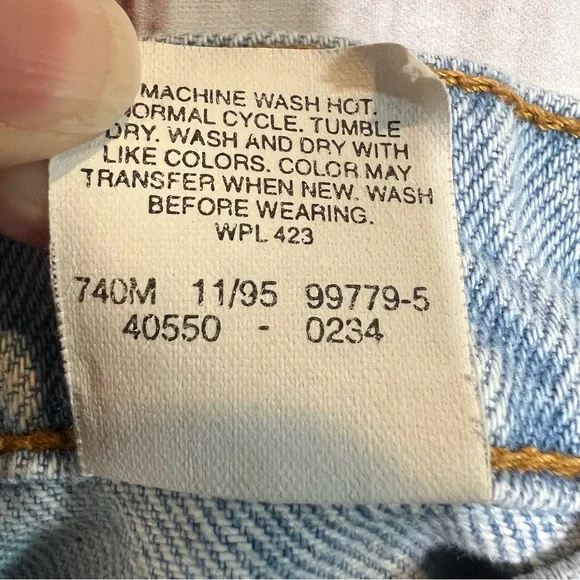 MACHINE WASH HOT.
NORMAL CYCLE. TUMBLE
DRY. WASH AND DRY WITH
LIKE COLORS. COLOR MAY
TRANSFER WHEN NEW. WASH
BEFORE WEARING.
WPL 423
740M 11/95 99779-5
40550 - 0234